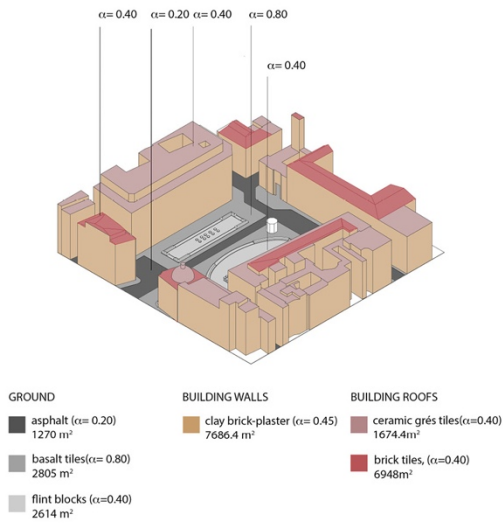 α= 0.40 α= 0.20 α= 0.40 α= 0.80
α= 0.40
GROUND
asphalt (α= 0.20)
1270 m²
basalt tiles(α= 0.80)
2805 m²
flint blocks (α=0.40)
2614 m²
BUILDING WALLS
clay brick-plaster (α= 0.45)
7686.4 m²
BUILDING ROOFS
ceramic grés tiles(α=0.40)
1674.4m²
brick tiles, (α=0.40)
6948m²